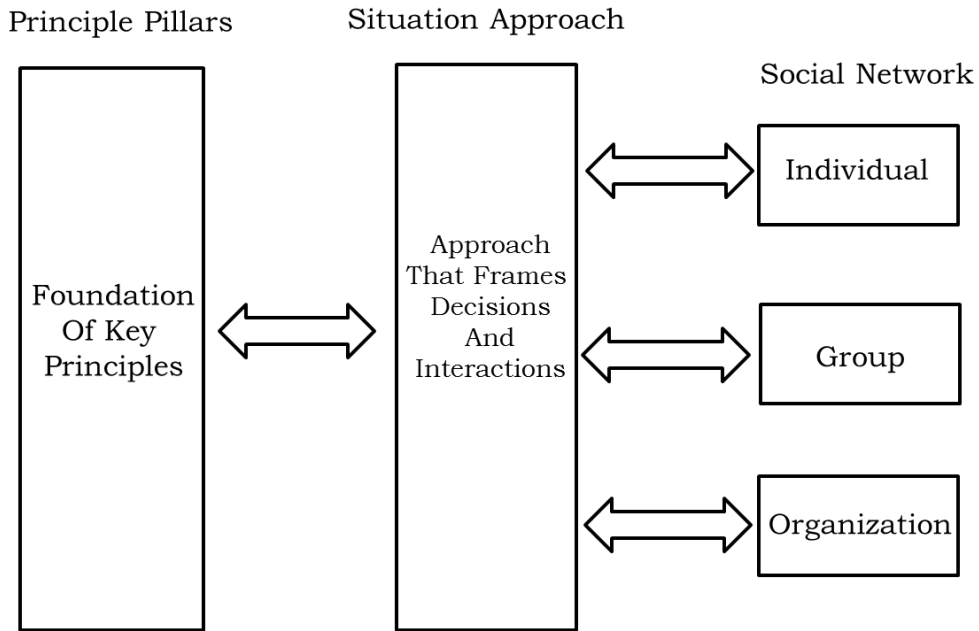 Principle Pillars
Situation Approach
Social Network
Foundation
Of Key
Principles
Approach
That Frames
Decisions
And
Interactions
Individual
Group
Organization